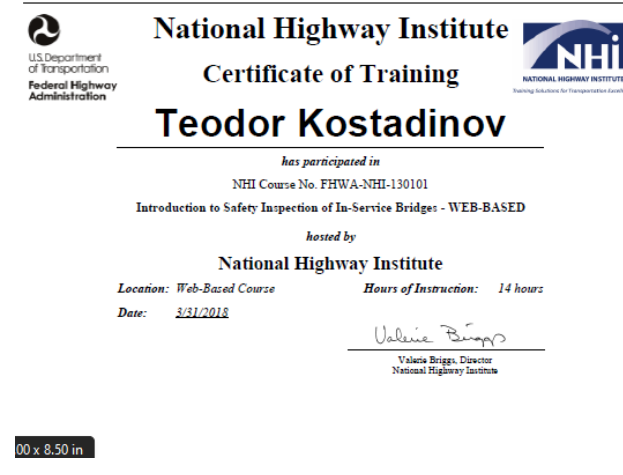 National Highway Institute
U.S. Department
of Transportation
Federal Highway
Administration
NHi
NATIONAL HIGHWAY INSTITUTE
Training Solutions for Transportation Excellence
Certificate of Training
Teodor Kostadinov
has participated in
NHI Course No. FHWA-NHI-130101
Introduction to Safety Inspection of In-Service Bridges - WEB-BASED
hosted by
National Highway Institute
Location: Web-Based Course Hours of Instruction: 14 hours
Date: 3/31/2018
Valerie Briggs
Valerie Briggs, Director
National Highway Institute
00 x 8.50 in